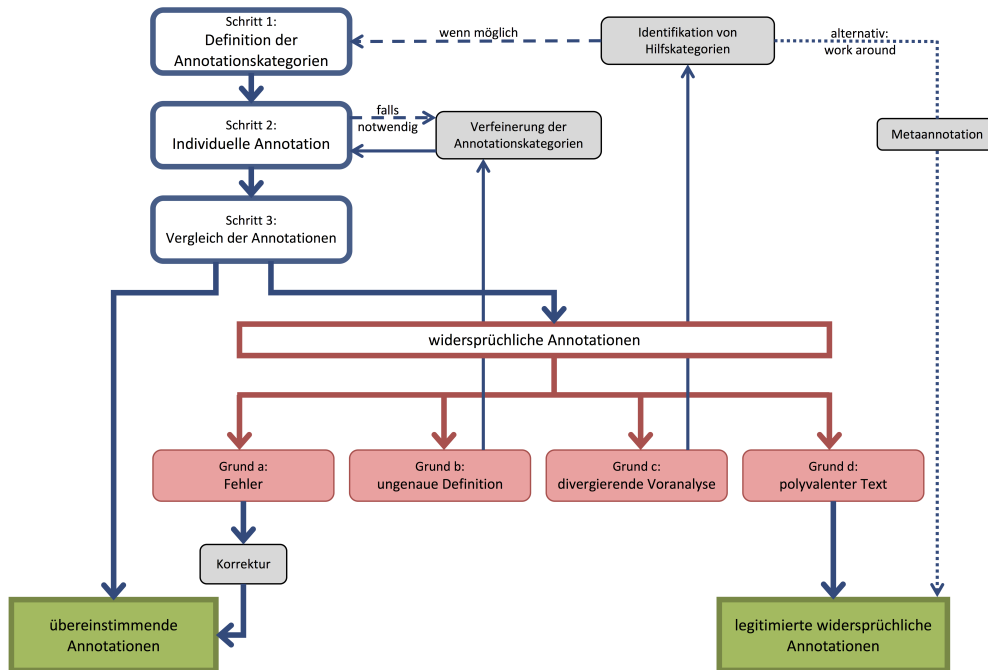 Schritt 1:
Definition der
Annotationskategorien
wenn möglich
Identifikation von
Hilfskategorien
alternativ:
work around
Schritt 2:
Individuelle Annotation
falls
notwendig
Verfeinerung der
Annotationskategorien
Metaannotation
Schritt 3:
Vergleich der Annotationen
widersprüchliche Annotationen
Grund a:
Fehler
Grund b:
ungenaue Definition
Grund c:
divergierende Voranalyse
Grund d:
polyvalenter Text
Korrektur
übereinstimmende
Annotationen
legitimierte widersprüchliche
Annotationen